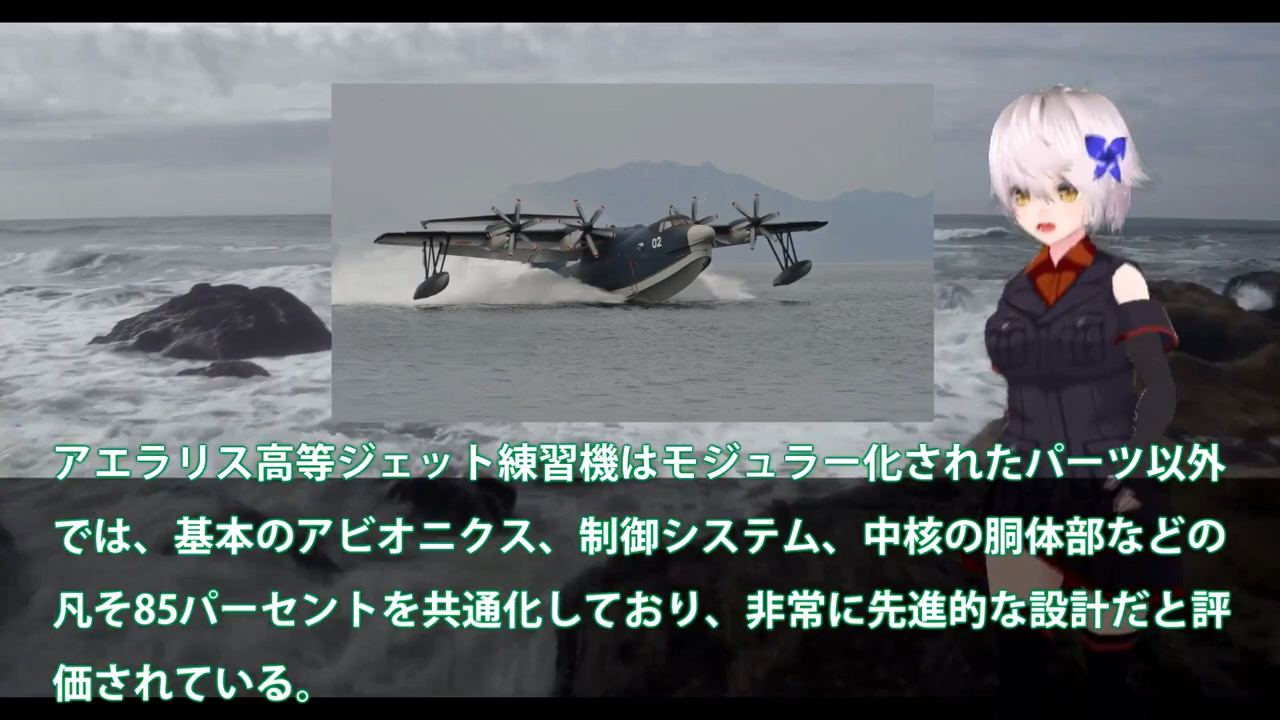 02
アエラリス高等ジェット練習機はモジュラー化されたパーツ以外
では、基本のアビオニクス、制御システム、中核の胴体部などの
凡そ85パーセントを共通化しており、非常に先進的な設計だと評
価されている。